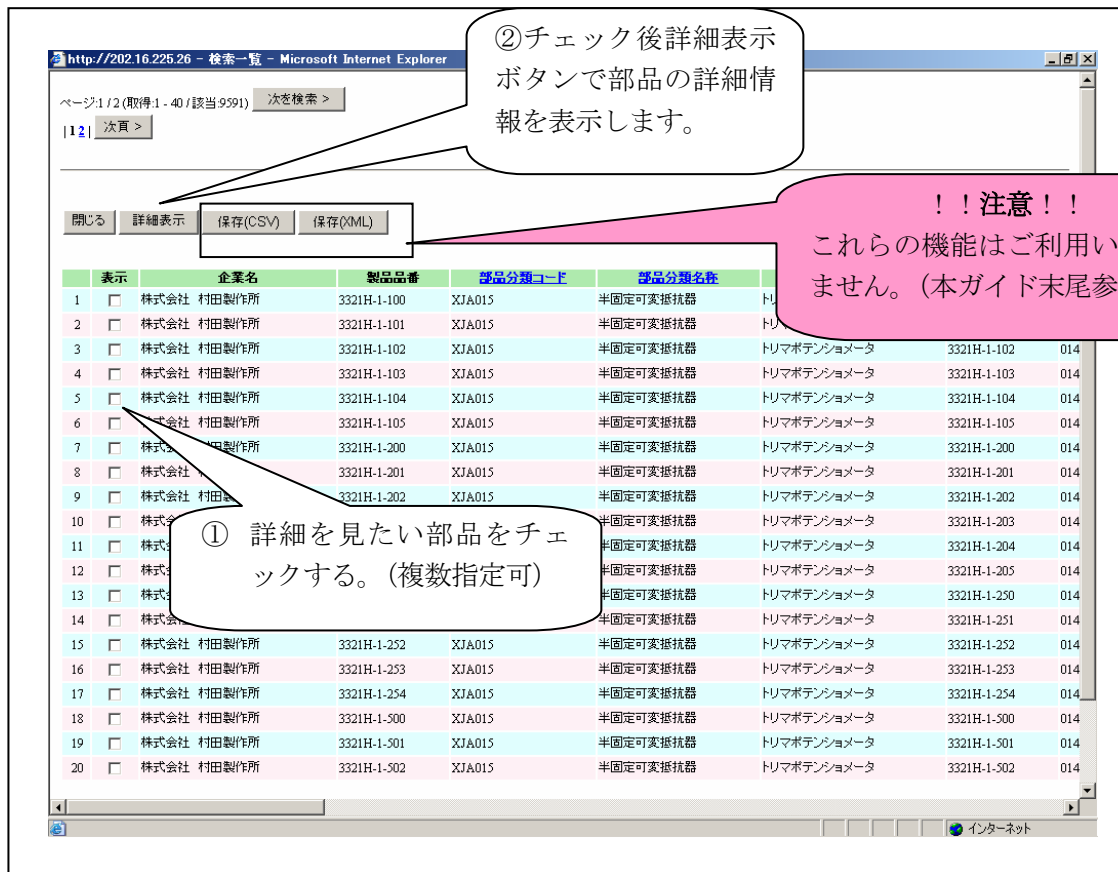 ②チェック後詳細表示
ボタンで部品の詳細情
報を表示します。
http://202.16.225.26 - 検索一覧 - Microsoft Internet Explorer
ページ:1 / 2 (取得:1 - 40 / 該当:9591) 次を検索 >
| 1 2 | 次頁 >
閉じる 詳細表示 保存(CSV) 保存(XML)
！！注意！！
これらの機能はご利用い
ません。(本ガイド末尾参
表示 企業名 製品品番 部品分類コード 部品分類名称
1 株式会社 村田製作所 3321H-1-100 XJA015 半固定可変抵抗器
2 株式会社 村田製作所 3321H-1-101 XJA015 半固定可変抵抗器
3 株式会社 村田製作所 3321H-1-102 XJA015 半固定可変抵抗器 トリマポテンショメータ 3321H-1-102 014
4 株式会社 村田製作所 3321H-1-103 XJA015 半固定可変抵抗器 トリマポテンショメータ 3321H-1-103 014
5 株式会社 村田製作所 3321H-1-104 XJA015 半固定可変抵抗器 トリマポテンショメータ 3321H-1-104 014
6 株式会社 村田製作所 3321H-1-105 XJA015 半固定可変抵抗器 トリマポテンショメータ 3321H-1-105 014
7 株式会社 村田製作所 3321H-1-200 XJA015 半固定可変抵抗器 トリマポテンショメータ 3321H-1-200 014
8 株式会社 3321H-1-201 XJA015 半固定可変抵抗器 トリマポテンショメータ 3321H-1-201 014
9 株式会社 村田製 3321H-1-202 XJA015 半固定可変抵抗器 トリマポテンショメータ 3321H-1-202 014
10 株式 半固定可変抵抗器 トリマポテンショメータ 3321H-1-203 014
11 株式 半固定可変抵抗器 トリマポテンショメータ 3321H-1-204 014
12 株式 半固定可変抵抗器 トリマポテンショメータ 3321H-1-205 014
13 株式 半固定可変抵抗器 トリマポテンショメータ 3321H-1-250 014
14 株式 半固定可変抵抗器 トリマポテンショメータ 3321H-1-251 014
① 詳細を見たい部品をチェ
ックする。(複数指定可)
15 株式会社 村田製作所 3321H-1-252 XJA015 半固定可変抵抗器 トリマポテンショメータ 3321H-1-252 014
16 株式会社 村田製作所 3321H-1-253 XJA015 半固定可変抵抗器 トリマポテンショメータ 3321H-1-253 014
17 株式会社 村田製作所 3321H-1-254 XJA015 半固定可変抵抗器 トリマポテンショメータ 3321H-1-254 014
18 株式会社 村田製作所 3321H-1-500 XJA015 半固定可変抵抗器 トリマポテンショメータ 3321H-1-500 014
19 株式会社 村田製作所 3321H-1-501 XJA015 半固定可変抵抗器 トリマポテンショメータ 3321H-1-501 014
20 株式会社 村田製作所 3321H-1-502 XJA015 半固定可変抵抗器 トリマポテンショメータ 3321H-1-502 014
インターネット